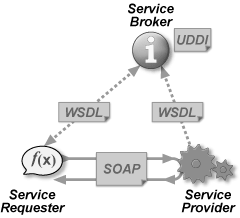 Service
Broker
i
UDDI
WSDL
WSDL
f(x)
SOAP
Service
Requester
Service
Provider